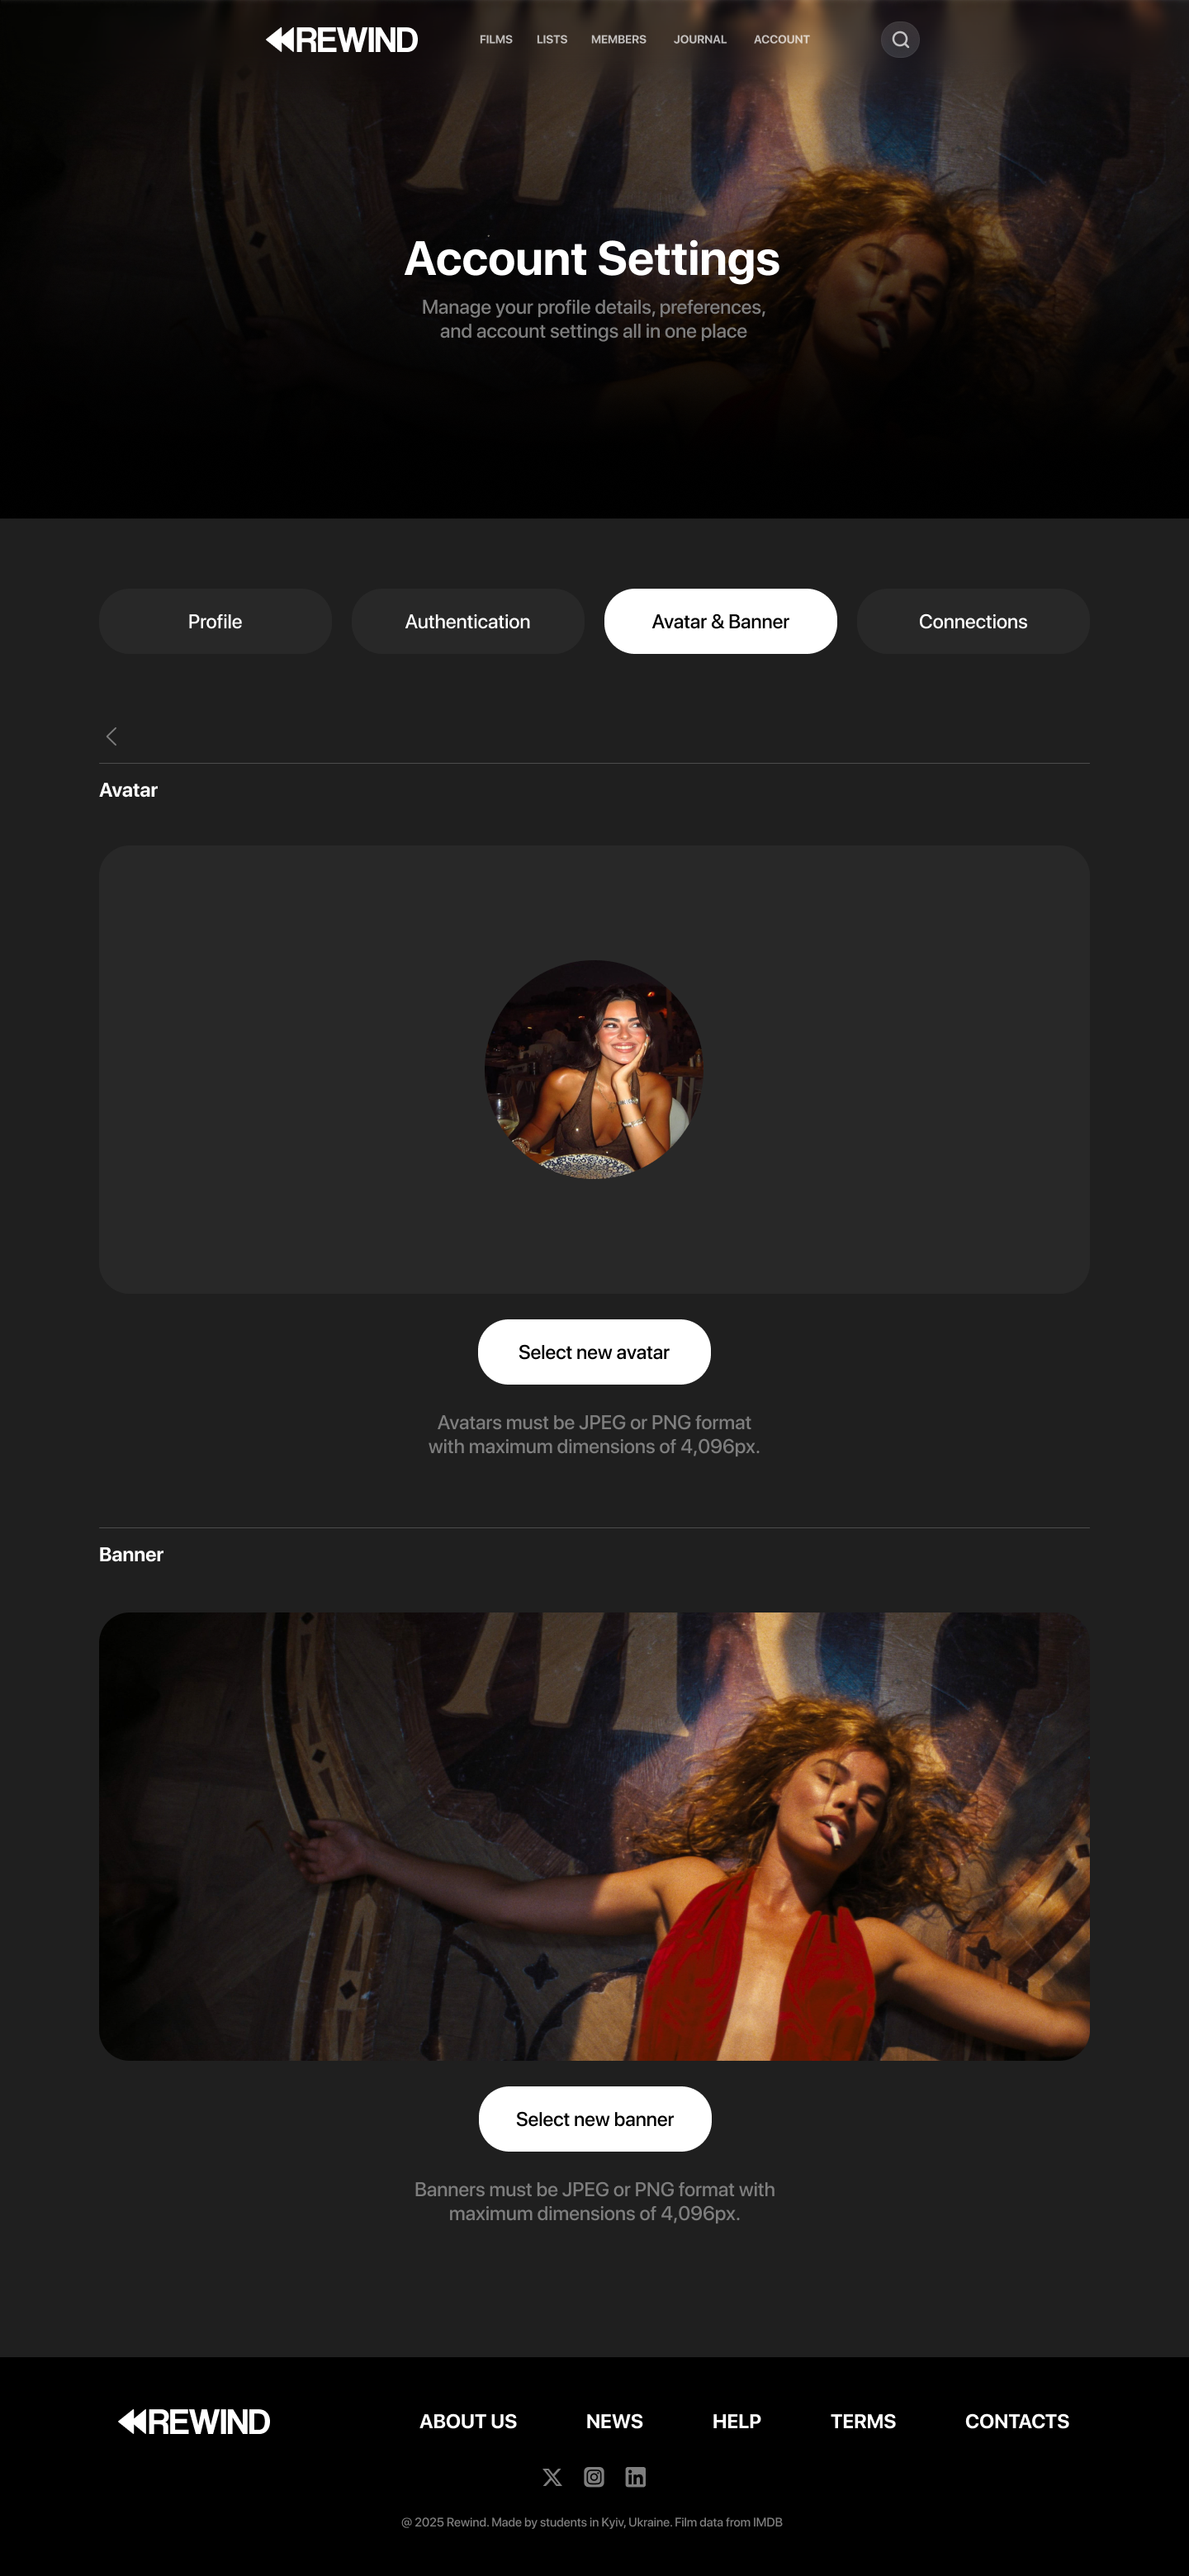 REWIND
FILMS LISTS MEMBERS JOURNAL ACCOUNT
Account Settings
Manage your profile details, preferences,
and account settings all in one place
Profile Authentication Avatar & Banner Connections
Avatar
Select new avatar
Avatars must be JPEG or PNG format
with maximum dimensions of 4,096px.
Banner
Select new banner
Banners must be JPEG or PNG format with
maximum dimensions of 4,096px.
REWIND ABOUT US NEWS HELP TERMS CONTACTS
@ 2025 Rewind. Made by students in Kyiv, Ukraine. Film data from IMDB